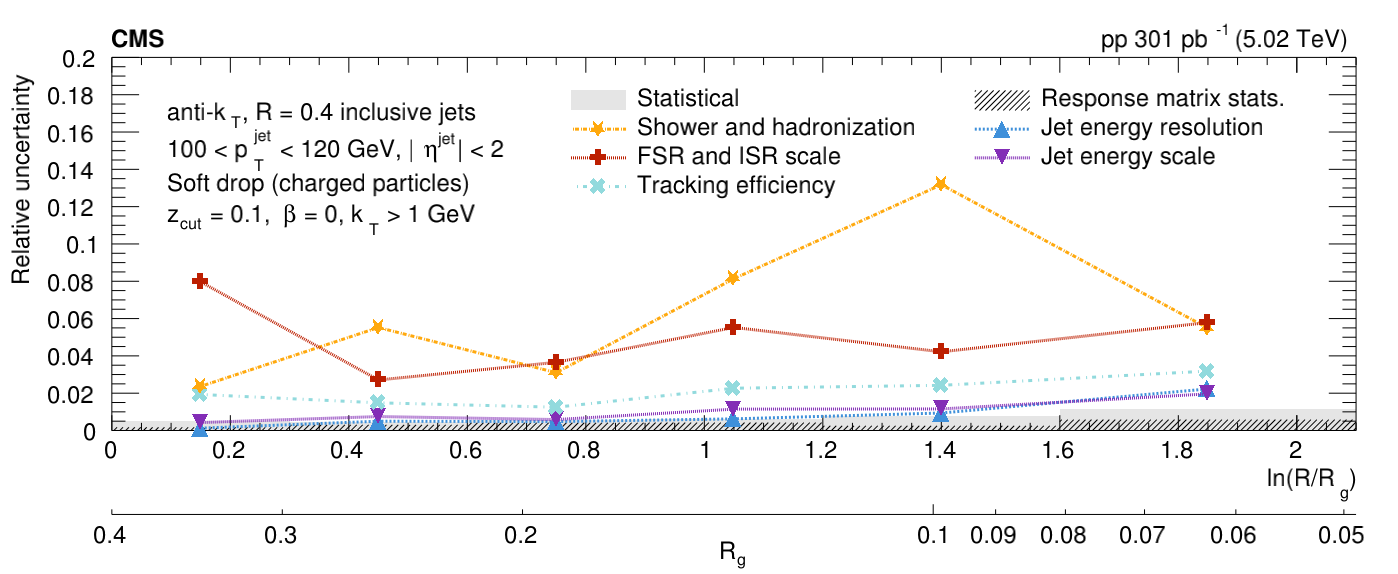 CMS
pp 301 pb -1 (5.02 TeV)
Relative uncertainty
0.2
0.18
0.16
0.14
0.12
0.1
0.08
0.06
0.04
0.02
0
anti-k T, R = 0.4 inclusive jets
100 < p T jet < 120 GeV, | η jet | < 2
Soft drop (charged particles)
z cut = 0.1, β = 0, k T > 1 GeV
Statistical
Shower and hadronization
FSR and ISR scale
Tracking efficiency
Response matrix stats.
Jet energy resolution
Jet energy scale
0 0.2 0.4 0.6 0.8 1 1.2 1.4 1.6 1.8 2
ln(R/R g)
0.4 0.3 0.2 0.1 0.09 0.08 0.07 0.06 0.05
R g